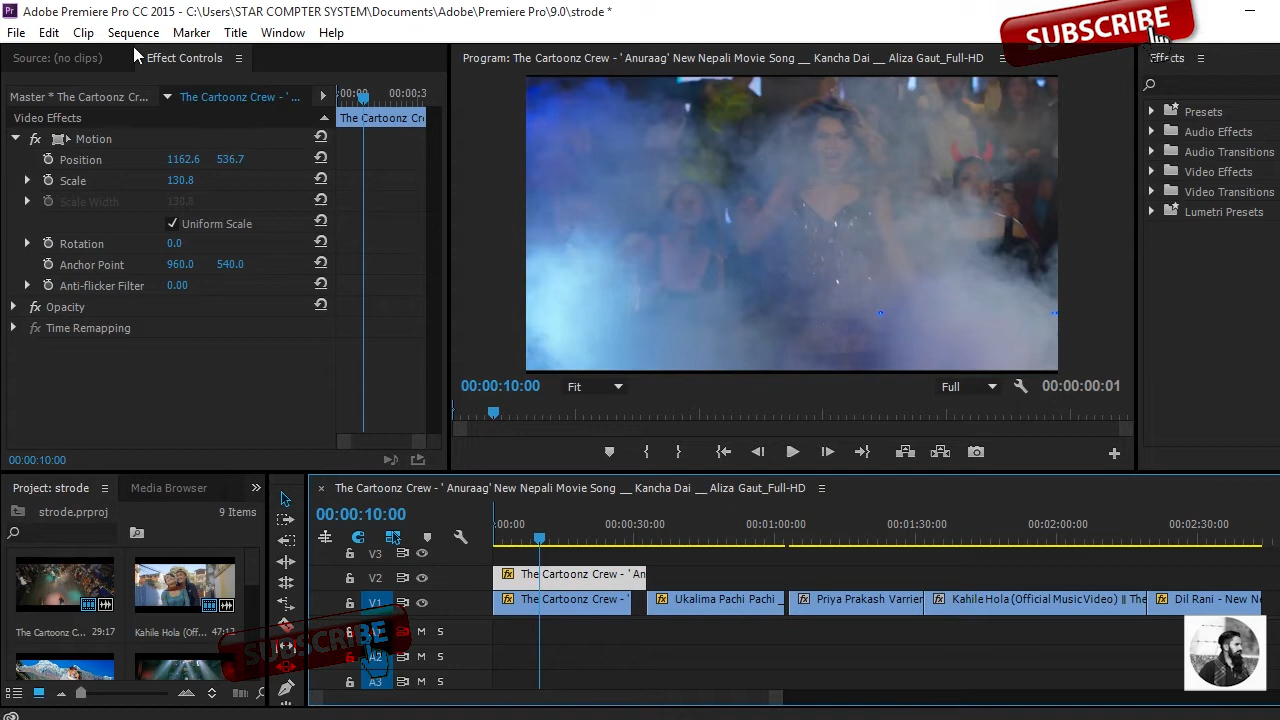 Adobe Premiere Pro CC 2015 - C:\Users\STAR COMPTER SYSTEM\Documents\Adobe\Premiere Pro\9.0\strode *
File Edit Clip Sequence Marker Title Window Help
SUBSCRIBE
Source: (no clips) Effect Controls
Program: The Cartoonz Crew - ' Anuraag' New Nepali Movie Song __ Kancha Dai __ Aliza Gaut_Full-HD
Effects
Master * The Cartoonz Cr... The Cartoonz Crew - ' ...
:00:00 00:00:3
Video Effects
The Cartoonz Cre
Motion
Position 1162.6 536.7
Scale 130.8
Scale Width 130.8
Uniform Scale
Rotation 0.0
Anchor Point 960.0 540.0
Anti-flicker Filter 0.00
Opacity
Time Remapping
00:00:10:00
Presets
Audio Effects
Audio Transitions
Video Effects
Video Transitions
Lumetri Presets
00:00:10:00 Fit Full 00:00:00:01
Project: strode Media Browser
strode.prproj
9 Items
The Cartoonz C... 29:17
Kahile Hola (Offi... 47:12
The Cartoonz Crew - ' Anuraag' New Nepali Movie Song __ Kancha Dai __ Aliza Gaut_Full-HD
00:00:10:00
:00:00 00:00:30:00 00:01:00:00 00:01:30:00 00:02:00:00 00:02:30:00
V3
V2 The Cartoonz Crew - ' An
V1 The Cartoonz Crew - ' Ukalima Pachi Pachi _ Priya Prakash Varrier Kahile Hola (Official Music Video) || The Dil Rani - New Ne
A1 M S
A2 M S
A3 M S
SUBSCRIBE